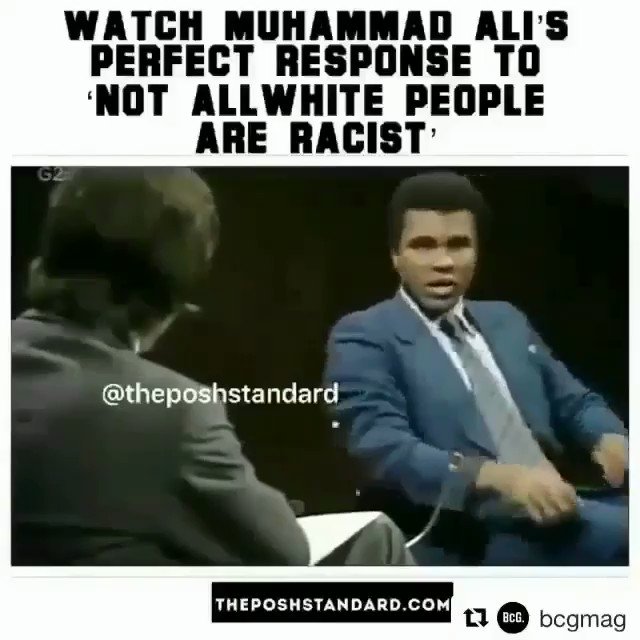 WATCH MUHAMMAD ALI'S
PERFECT RESPONSE TO
'NOT ALLWHITE PEOPLE
ARE RACIST'
G2
@theposhstandard
THEPOSHSTANDARD.COM
BCG. bcgmag